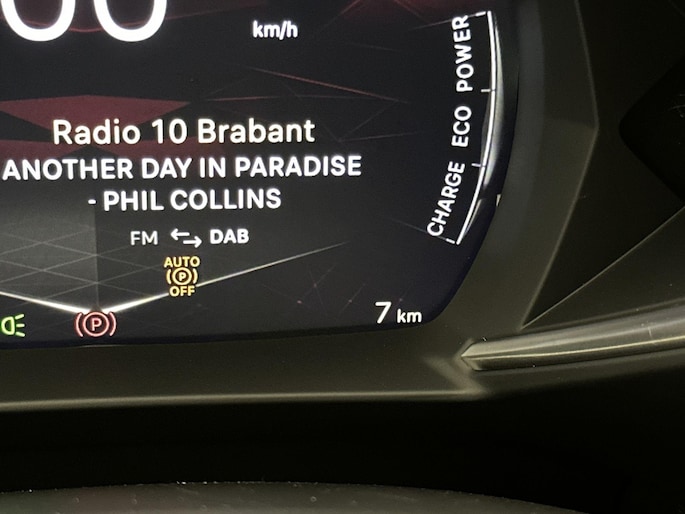 00
km/h
POWER
ECO
CHARGE
Radio 10 Brabant
ANOTHER DAY IN PARADISE
- PHIL COLLINS
FM DAB
AUTO
P
OFF
P
7 km